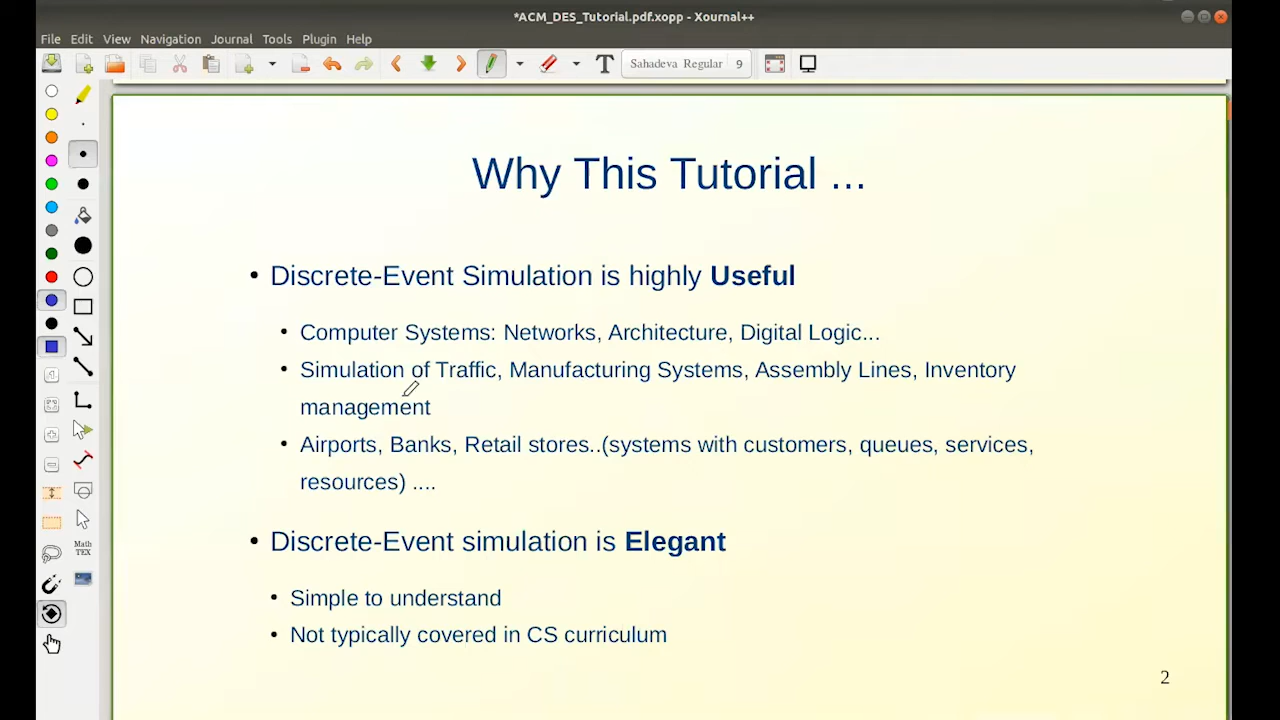 *ACM_DES_Tutorial.pdf.xopp - Xournal++
File Edit View Navigation Journal Tools Plugin Help
Sahadeva Regular 9
Why This Tutorial ...
• Discrete-Event Simulation is highly Useful
• Computer Systems: Networks, Architecture, Digital Logic...
• Simulation of Traffic, Manufacturing Systems, Assembly Lines, Inventory
management
• Airports, Banks, Retail stores..(systems with customers, queues, services,
resources) ....
• Discrete-Event simulation is Elegant
Math
TEX
• Simple to understand
• Not typically covered in CS curriculum
2